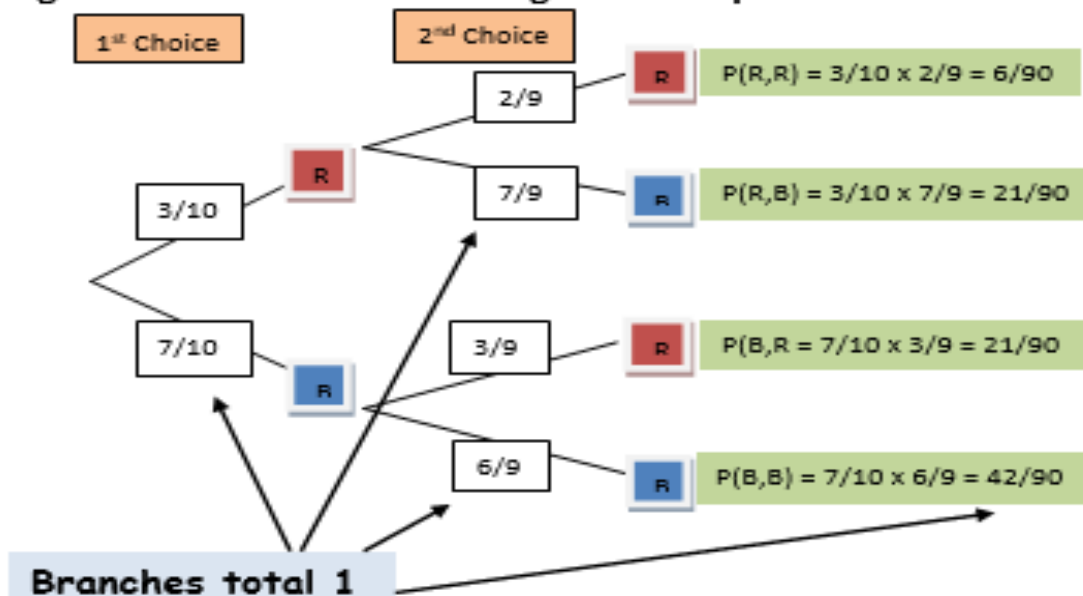 1st Choice
2nd Choice
2/9
R
P(R,R) = 3/10 x 2/9 = 6/90
R
3/10
7/9
B
P(R,B) = 3/10 x 7/9 = 21/90
7/10
B
3/9
R
P(B,R = 7/10 x 3/9 = 21/90
6/9
B
P(B,B) = 7/10 x 6/9 = 42/90
Branches total 1